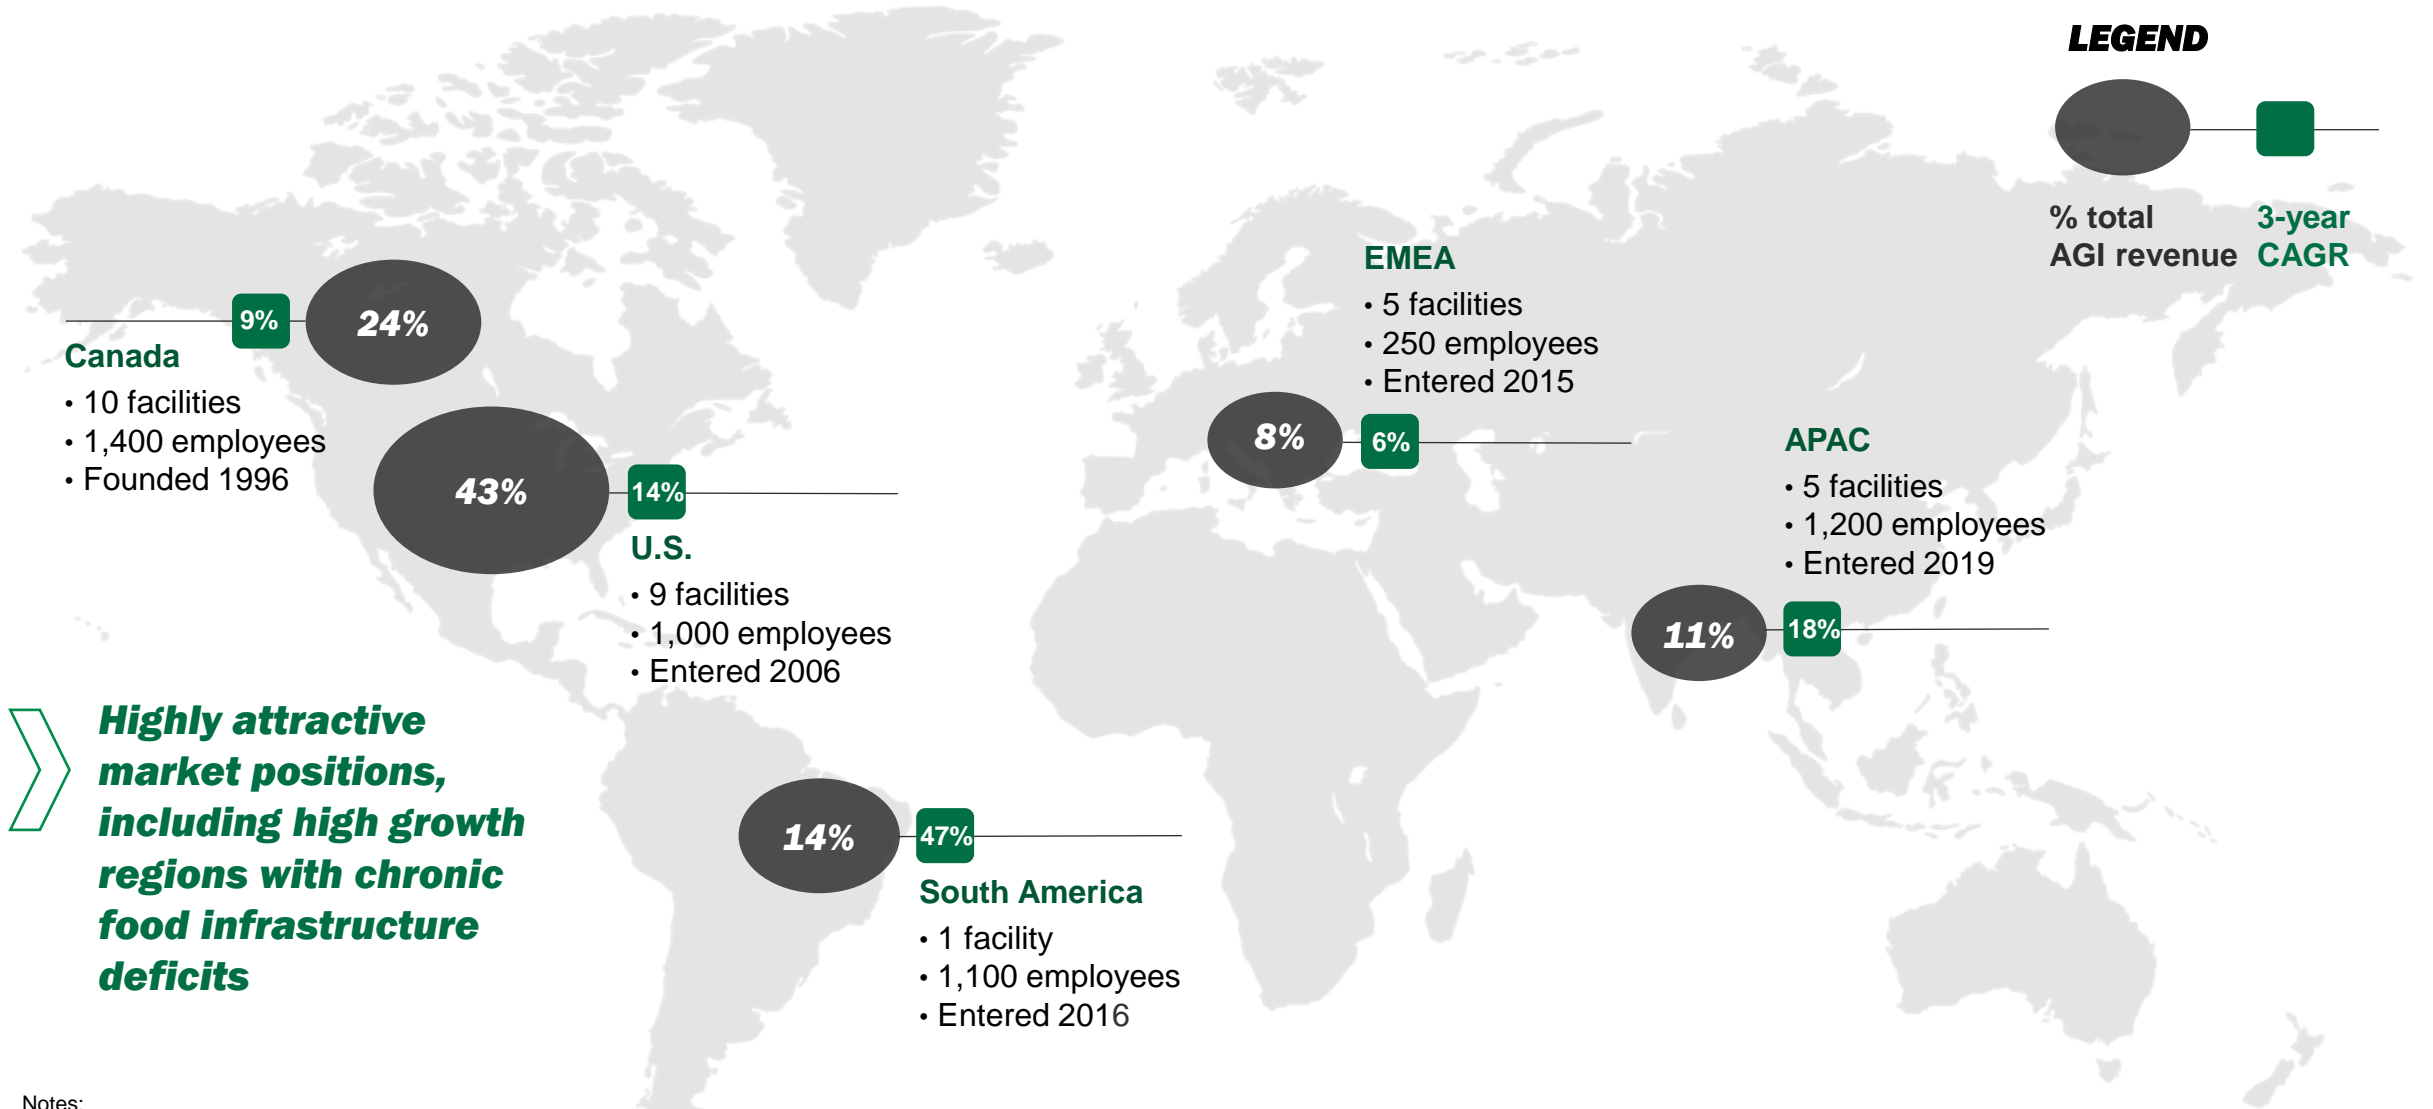 LEGEND
% total
AGI revenue
3-year
CAGR
9%
24%
Canada
• 10 facilities
• 1,400 employees
• Founded 1996
43%
14%
U.S.
• 9 facilities
• 1,000 employees
• Entered 2006
EMEA
• 5 facilities
• 250 employees
• Entered 2015
8%
6%
APAC
• 5 facilities
• 1,200 employees
• Entered 2019
11%
18%
14%
47%
South America
• 1 facility
• 1,100 employees
• Entered 2016
Highly attractive
market positions,
including high growth
regions with chronic
food infrastructure
deficits
Notes: